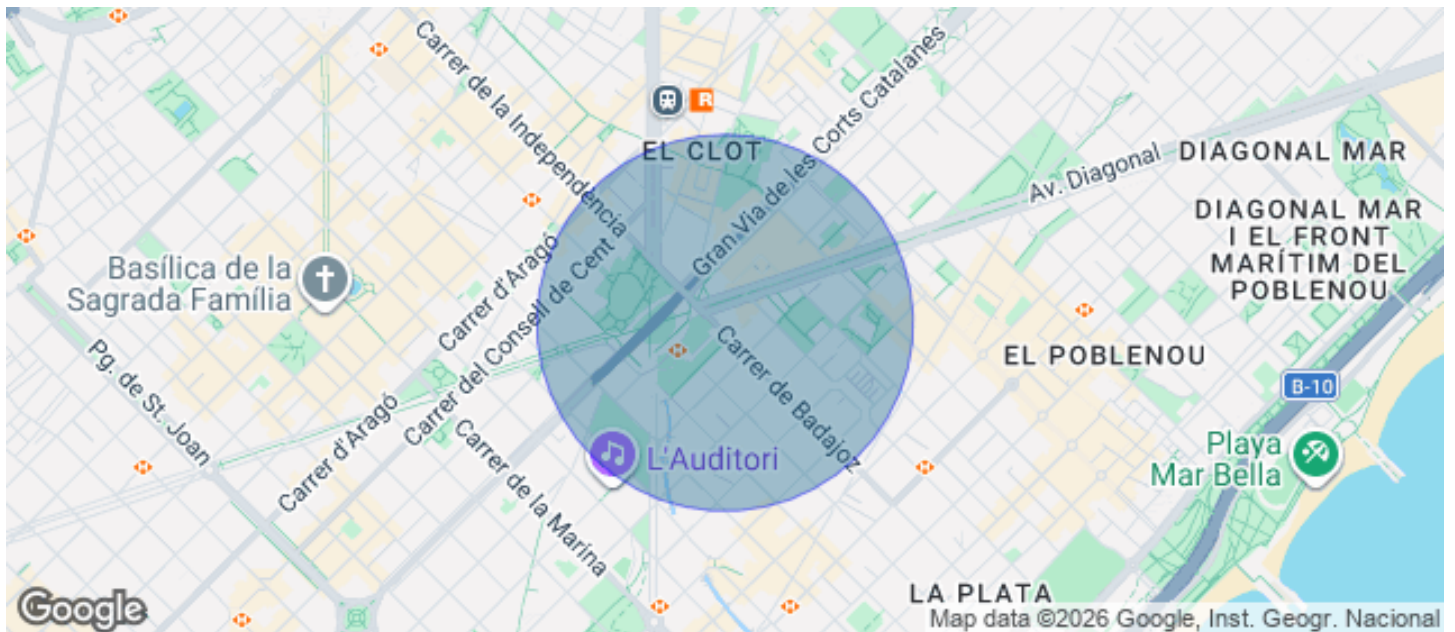 Carrer de la Independència
Gran Via de les Corts Catalanes
R
EL CLOT
Av. Diagonal
DIAGONAL MAR
DIAGONAL MAR
I EL FRONT
MARÍTIM DEL
POBLENOU
Basílica de la
Sagrada Família
Carrer d'Aragó
Carrer del Consell de Cent
Pg. de St. Joan
Carrer de Badajoz
EL POBLENOU
B-10
Carrer d'Aragó
Carrer de la Marina
L'Auditori
Playa
Mar Bella
LA PLATA
Google
Map data ©2026 Google, Inst. Geogr. Nacional